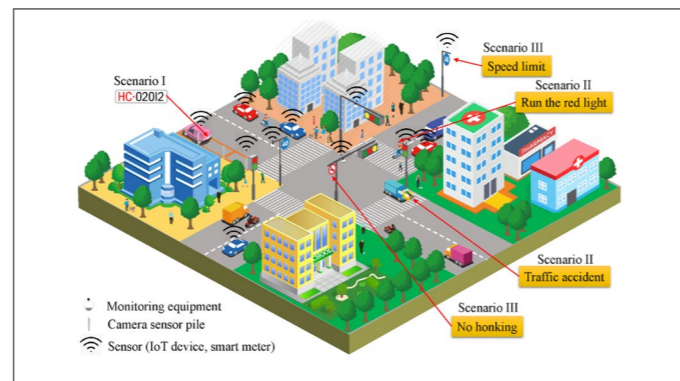 Scenario III
Speed limit
Scenario I
HC·02012
Scenario II
Run the red light
Scenario II
Traffic accident
Scenario III
No honking
Monitoring equipment
Camera sensor pile
Sensor (IoT device, smart meter)